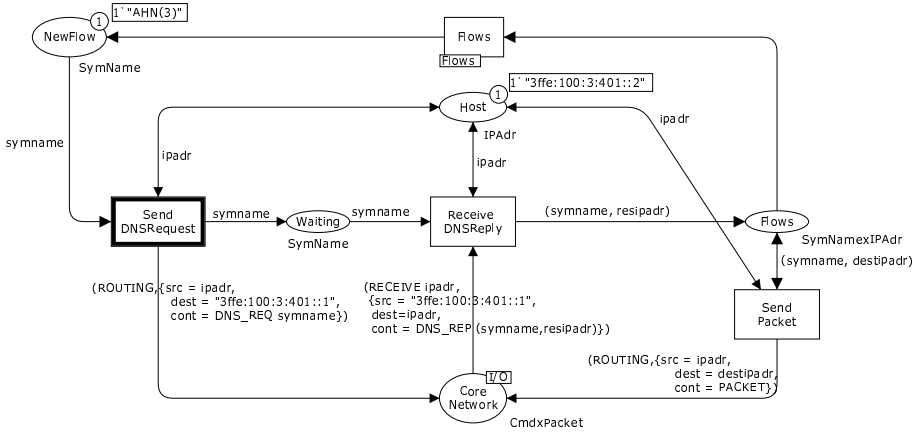 1`"AHN(3)"
1
NewFlow
SymName
Flows
Flows
1`"3ffe:100:3:401::2"
1
Host
IPAdr
ipadr
symname
ipadr
ipadr
Send
DNSRequest
symname
Waiting
SymName
symname
Receive
DNSReply
(symname, resipadr)
Flows
SymNamexIPAdr
(symname, destipadr)
(ROUTING,{src = ipadr,
dest = "3ffe:100:3:401::1",
cont = DNS_REQ symname})
(RECEIVE ipadr,
{src = "3ffe:100:3:401::1",
dest=ipadr,
cont = DNS_REP (symname,resipadr)})
Send
Packet
(ROUTING,{src = ipadr,
dest = destipadr,
cont = PACKET})
I/O
Core
Network
CmdxPacket